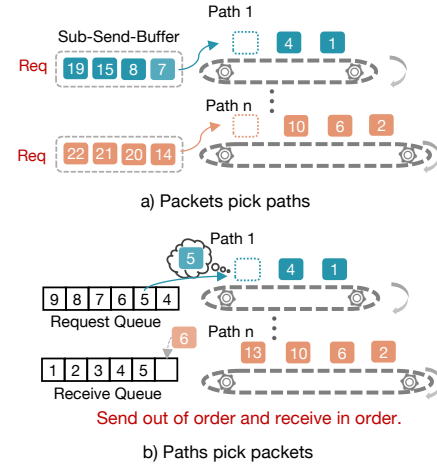 Path 1
Sub-Send-Buffer
Req 19 15 8 7 4 1
Path n
Req 22 21 20 14 10 6 2
a) Packets pick paths
Path 1
5 4 1
9 8 7 6 5 4
Request Queue
Path n
6 13 10 6 2
1 2 3 4 5
Receive Queue
Send out of order and receive in order.
b) Paths pick packets